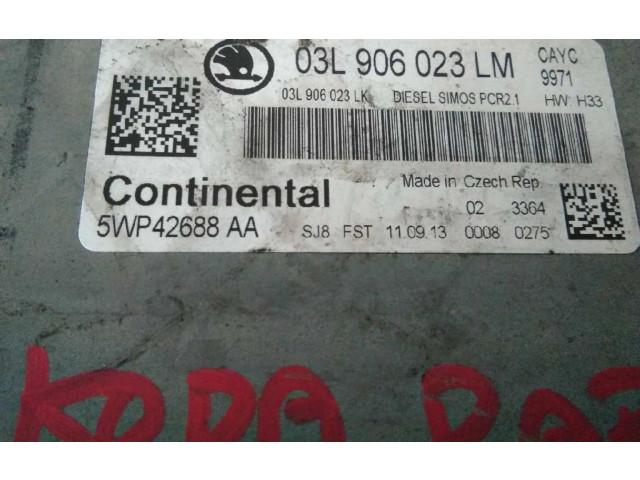 03L 906 023 LM CAYC
9971
03L 906 023 LK DIESEL SIMOS PCR2.1 HW: H33
Continental Made in Czech Rep.
02 3364
5WP42688 AA SJ8 FST 11.09.13 0008 0275
KODA